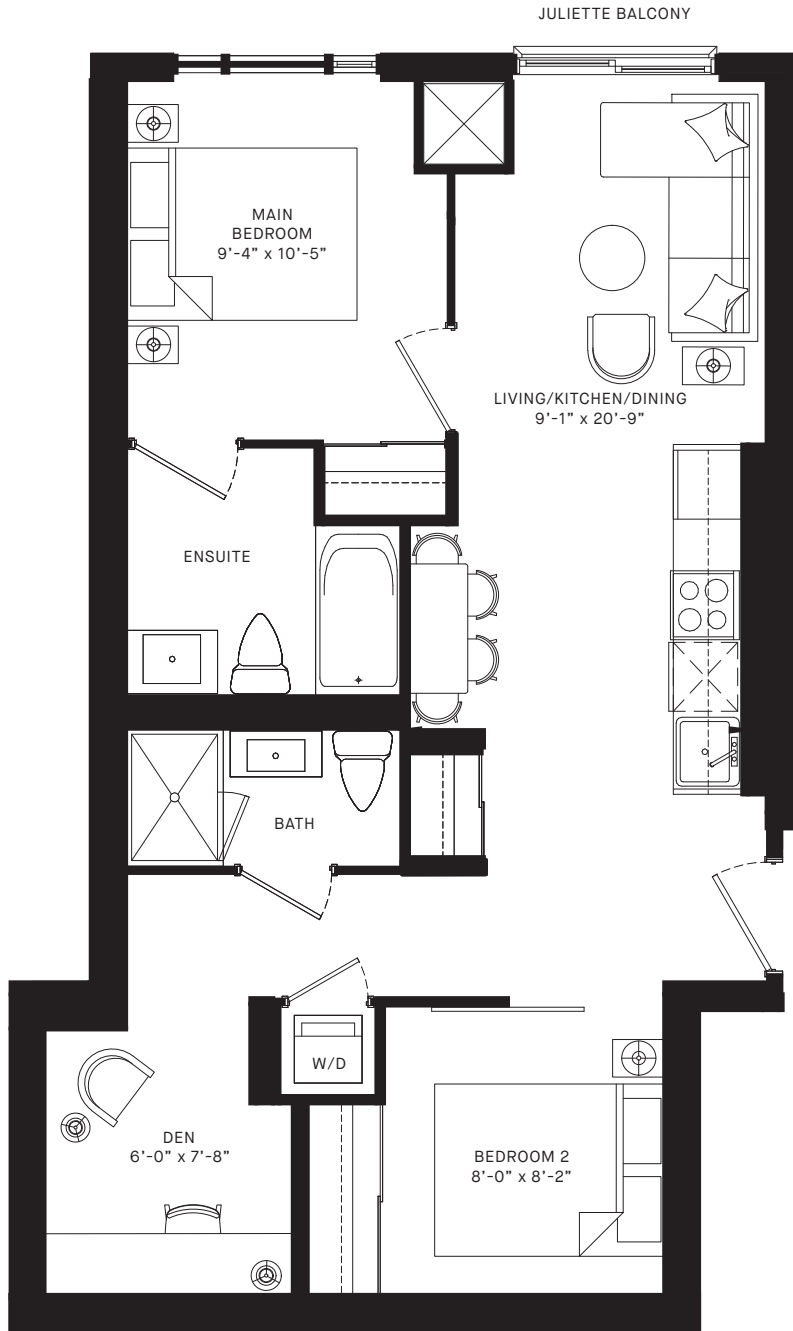 JULIETTE BALCONY
MAIN
BEDROOM
9’-4” x 10’-5”
LIVING/KITCHEN/DINING
9’-1” x 20’-9”
ENSUITE
BATH
W/D
DEN
6’-0” x 7’-8”
BEDROOM 2
8’-0” x 8’-2”